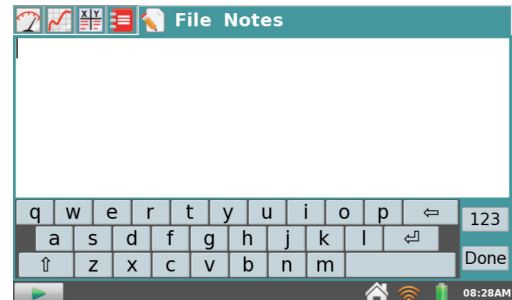 X Y File Notes
q w e r t y u i o p ⇦ 123
a s d f g h j k l ⏎
⇧ z x c v b n m Done
08:28AM